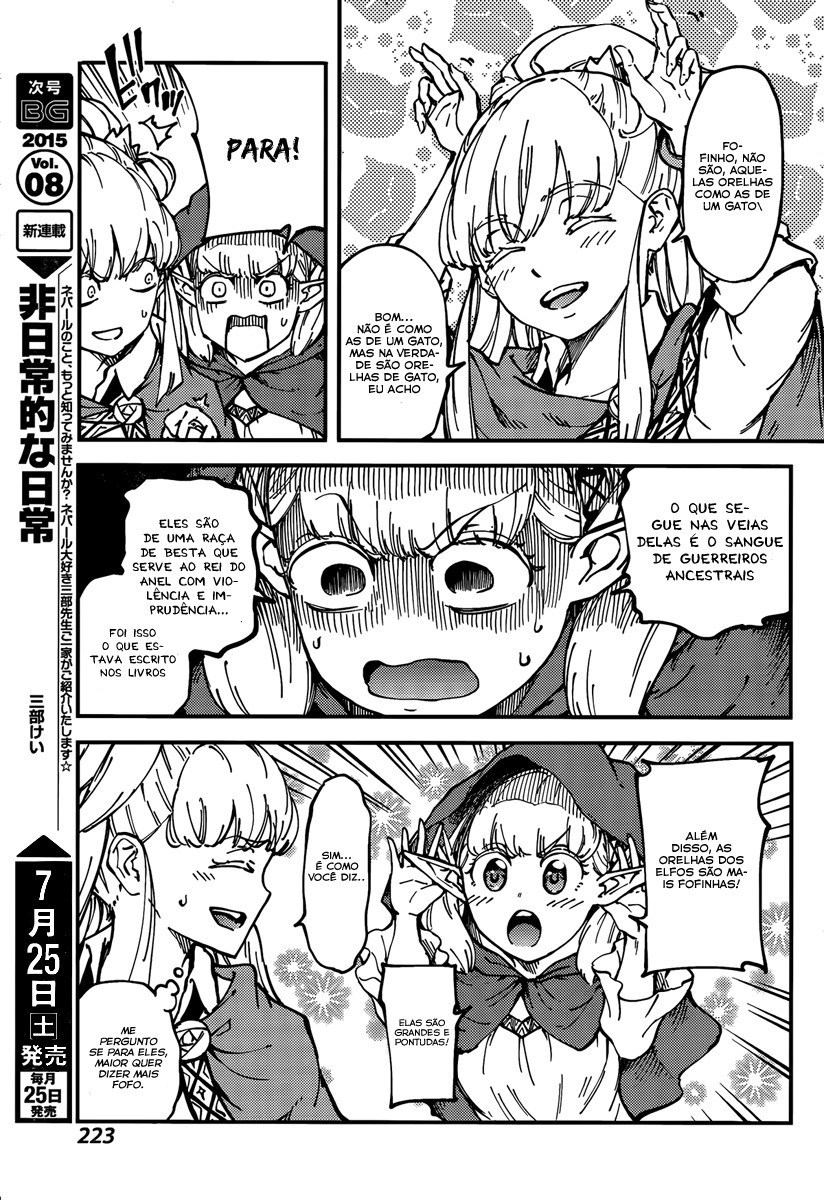 FO-
FINHO, NÃO
SÃO, AQUE-
LAS ORELHAS
COMO AS DE
UM GATO\
BOM...
NÃO É COMO
AS DE UM GATO,
MAS NA VERDA-
DE SÃO ORE-
LHAS DE GATO,
EU ACHO
PARA!
O QUE SE-
GUE NAS VEIAS
DELAS É O SANGUE
DE GUERREIROS
ANCESTRAIS
ELES SÃO
DE UMA RAÇA
DE BESTA QUE
SERVE AO REI DO
ANEL COM VIO-
LÊNCIA E IM-
PRUDÊNCIA...
FOI ISSO
O QUE ES-
TAVA ESCRITO
NOS LIVROS
ALÉM
DISSO, AS
ORELHAS DOS
ELFOS SÃO MA-
IS FOFINHAS!
ELAS SÃO
GRANDES E
PONTUDAS!
SIM...
É COMO
VOCÊ DIZ..
ME
PERGUNTO
SE PARA ELES,
MAIOR QUER
DIZER MAIS
FOFO.
次号
BG
2015
Vol.
08
新連載
ネパールのこと、もっと知ってみませんか？ ネパール大好き三部先生ご一家がご紹介いたします☆
非日常的な日常
三部けい
7月25日(土)発売
毎月
25日
発売
223